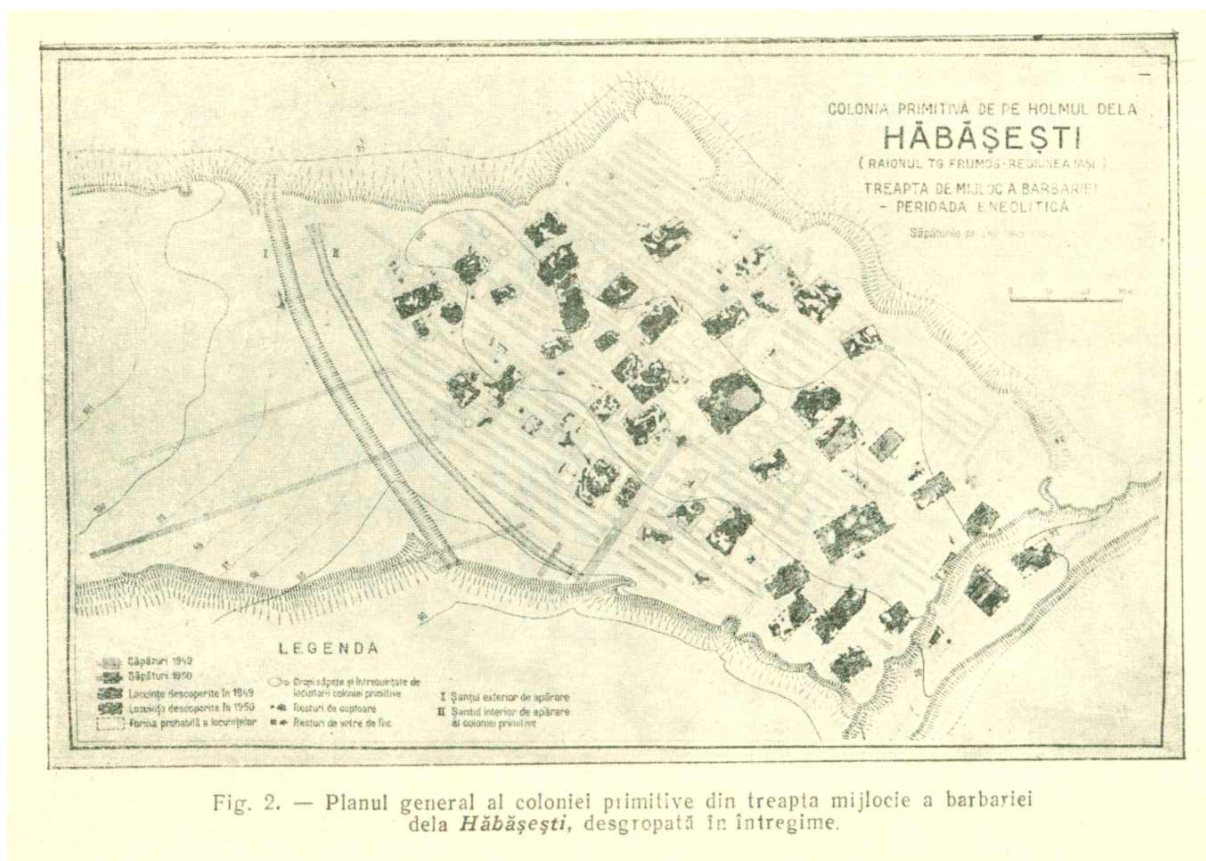 COLONIA PRIMITIVĂ DE PE HOLMUL DELA
HĂBĂȘEȘTI
( RAIONUL TG FRUMOS - REGIUNEA IAȘI )
TREAPTA DE MIJLOC A BARBARIEI
- PERIOADA ENEOLITICĂ -
Săpăturile
I
II
LEGENDA
Săpături 1949
Săpături 1950
Locuințe descoperite în 1949
Locuințe descoperite în 1950
Forma probabilă a locuințelor
Gropi săpate și întrebuințate de
locuitorii coloniei primitive
Resturi de cuptoare
Resturi de vetre de foc
I Șanțul exterior de apărare
II Șanțul interior de apărare
al coloniei primitive
Fig. 2. — Planul general al coloniei primitive din treapta mijlocie a barbariei
dela Hăbășești, desgropată în întregime.